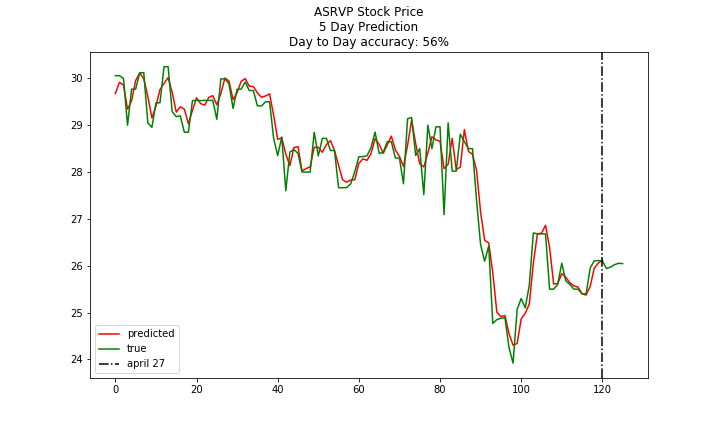 ASRVP Stock Price
5 Day Prediction
Day to Day accuracy: 56%
30
29
28
27
26
25
24
predicted
true
april 27
0 20 40 60 80 100 120